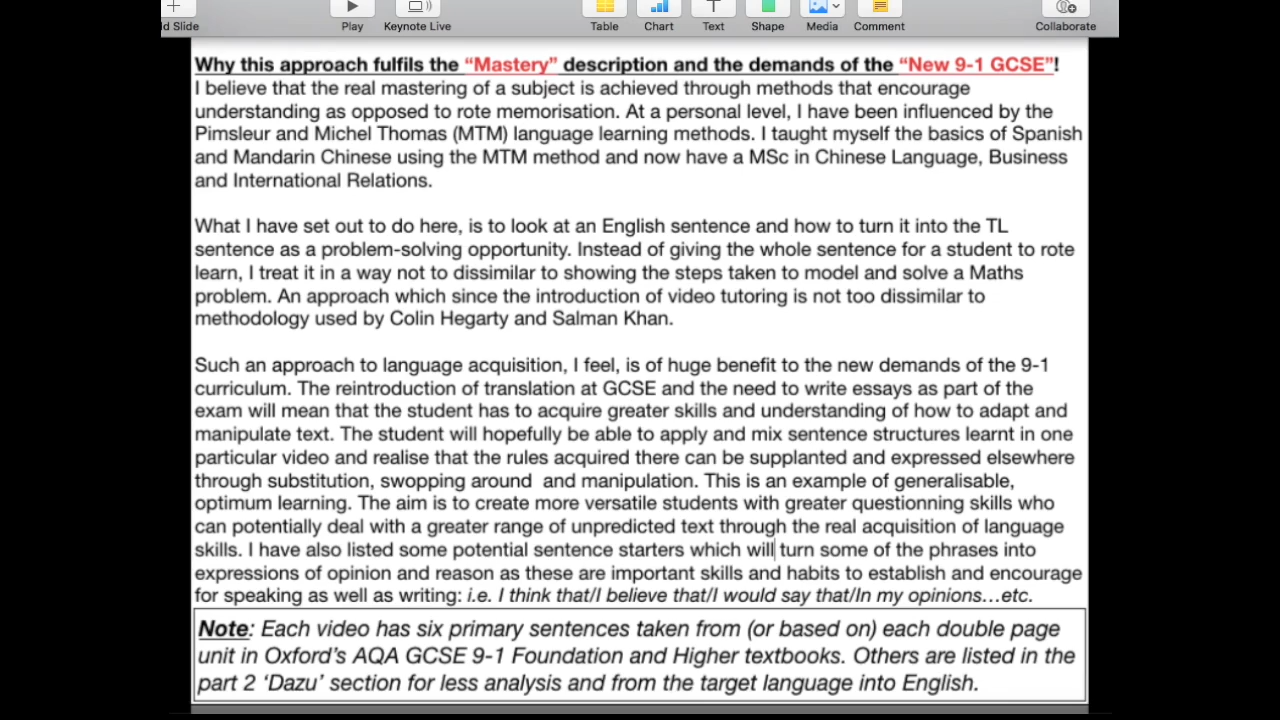 d Slide Play Keynote Live Table Chart Text Shape Media Comment Collaborate
Why this approach fulfils the “Mastery” description and the demands of the “New 9-1 GCSE”!
I believe that the real mastering of a subject is achieved through methods that encourage
understanding as opposed to rote memorisation. At a personal level, I have been influenced by the
Pimsleur and Michel Thomas (MTM) language learning methods. I taught myself the basics of Spanish
and Mandarin Chinese using the MTM method and now have a MSc in Chinese Language, Business
and International Relations.
What I have set out to do here, is to look at an English sentence and how to turn it into the TL
sentence as a problem-solving opportunity. Instead of giving the whole sentence for a student to rote
learn, I treat it in a way not to dissimilar to showing the steps taken to model and solve a Maths
problem. An approach which since the introduction of video tutoring is not too dissimilar to
methodology used by Colin Hegarty and Salman Khan.
Such an approach to language acquisition, I feel, is of huge benefit to the new demands of the 9-1
curriculum. The reintroduction of translation at GCSE and the need to write essays as part of the
exam will mean that the student has to acquire greater skills and understanding of how to adapt and
manipulate text. The student will hopefully be able to apply and mix sentence structures learnt in one
particular video and realise that the rules acquired there can be supplanted and expressed elsewhere
through substitution, swopping around and manipulation. This is an example of generalisable,
optimum learning. The aim is to create more versatile students with greater questionning skills who
can potentially deal with a greater range of unpredicted text through the real acquisition of language
skills. I have also listed some potential sentence starters which will turn some of the phrases into
expressions of opinion and reason as these are important skills and habits to establish and encourage
for speaking as well as writing: i.e. I think that/I believe that/I would say that/In my opinions…etc.
Note: Each video has six primary sentences taken from (or based on) each double page
unit in Oxford’s AQA GCSE 9-1 Foundation and Higher textbooks. Others are listed in the
part 2 ‘Dazu’ section for less analysis and from the target language into English.